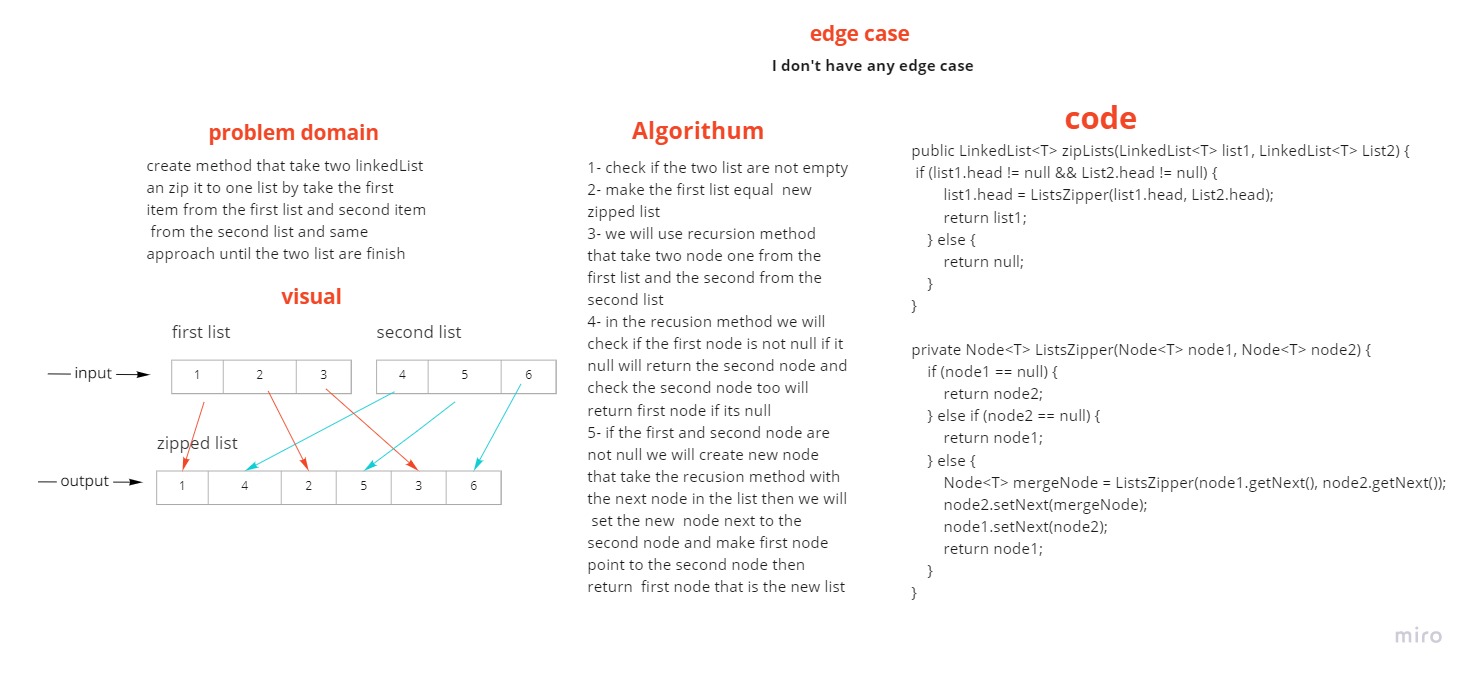 edge case
I don't have any edge case
problem domain
create method that take two linkedList
an zip it to one list by take the first
item from the first list and second item
from the second list and same
approach until the two list are finish
visual
first list
second list
input
1
2
3
4
5
6
zipped list
output
1
4
2
5
3
6
Algorithum
1- check if the two list are not empty
2- make the first list equal  new
zipped list
3- we will use recursion method
that take two node one from the
first list and the second from the
second list
4- in the recusion method we will
check if the first node is not null if it
null will return the second node and
check the second node too will
return first node if its null
5- if the first and second node are
not null we will create new node
that take the recusion method with
the next node in the list then we will
set the new  node next to the
second node and make first node
point to the second node then
return  first node that is the new list
code
public LinkedList<T> zipLists(LinkedList<T> list1, LinkedList<T> List2) {
if (list1.head != null && List2.head != null) {
list1.head = ListsZipper(list1.head, List2.head);
return list1;
} else {
return null;
}
}
private Node<T> ListsZipper(Node<T> node1, Node<T> node2) {
if (node1 == null) {
return node2;
} else if (node2 == null) {
return node1;
} else {
Node<T> mergeNode = ListsZipper(node1.getNext(), node2.getNext());
node2.setNext(mergeNode);
node1.setNext(node2);
return node1;
}
}
miro